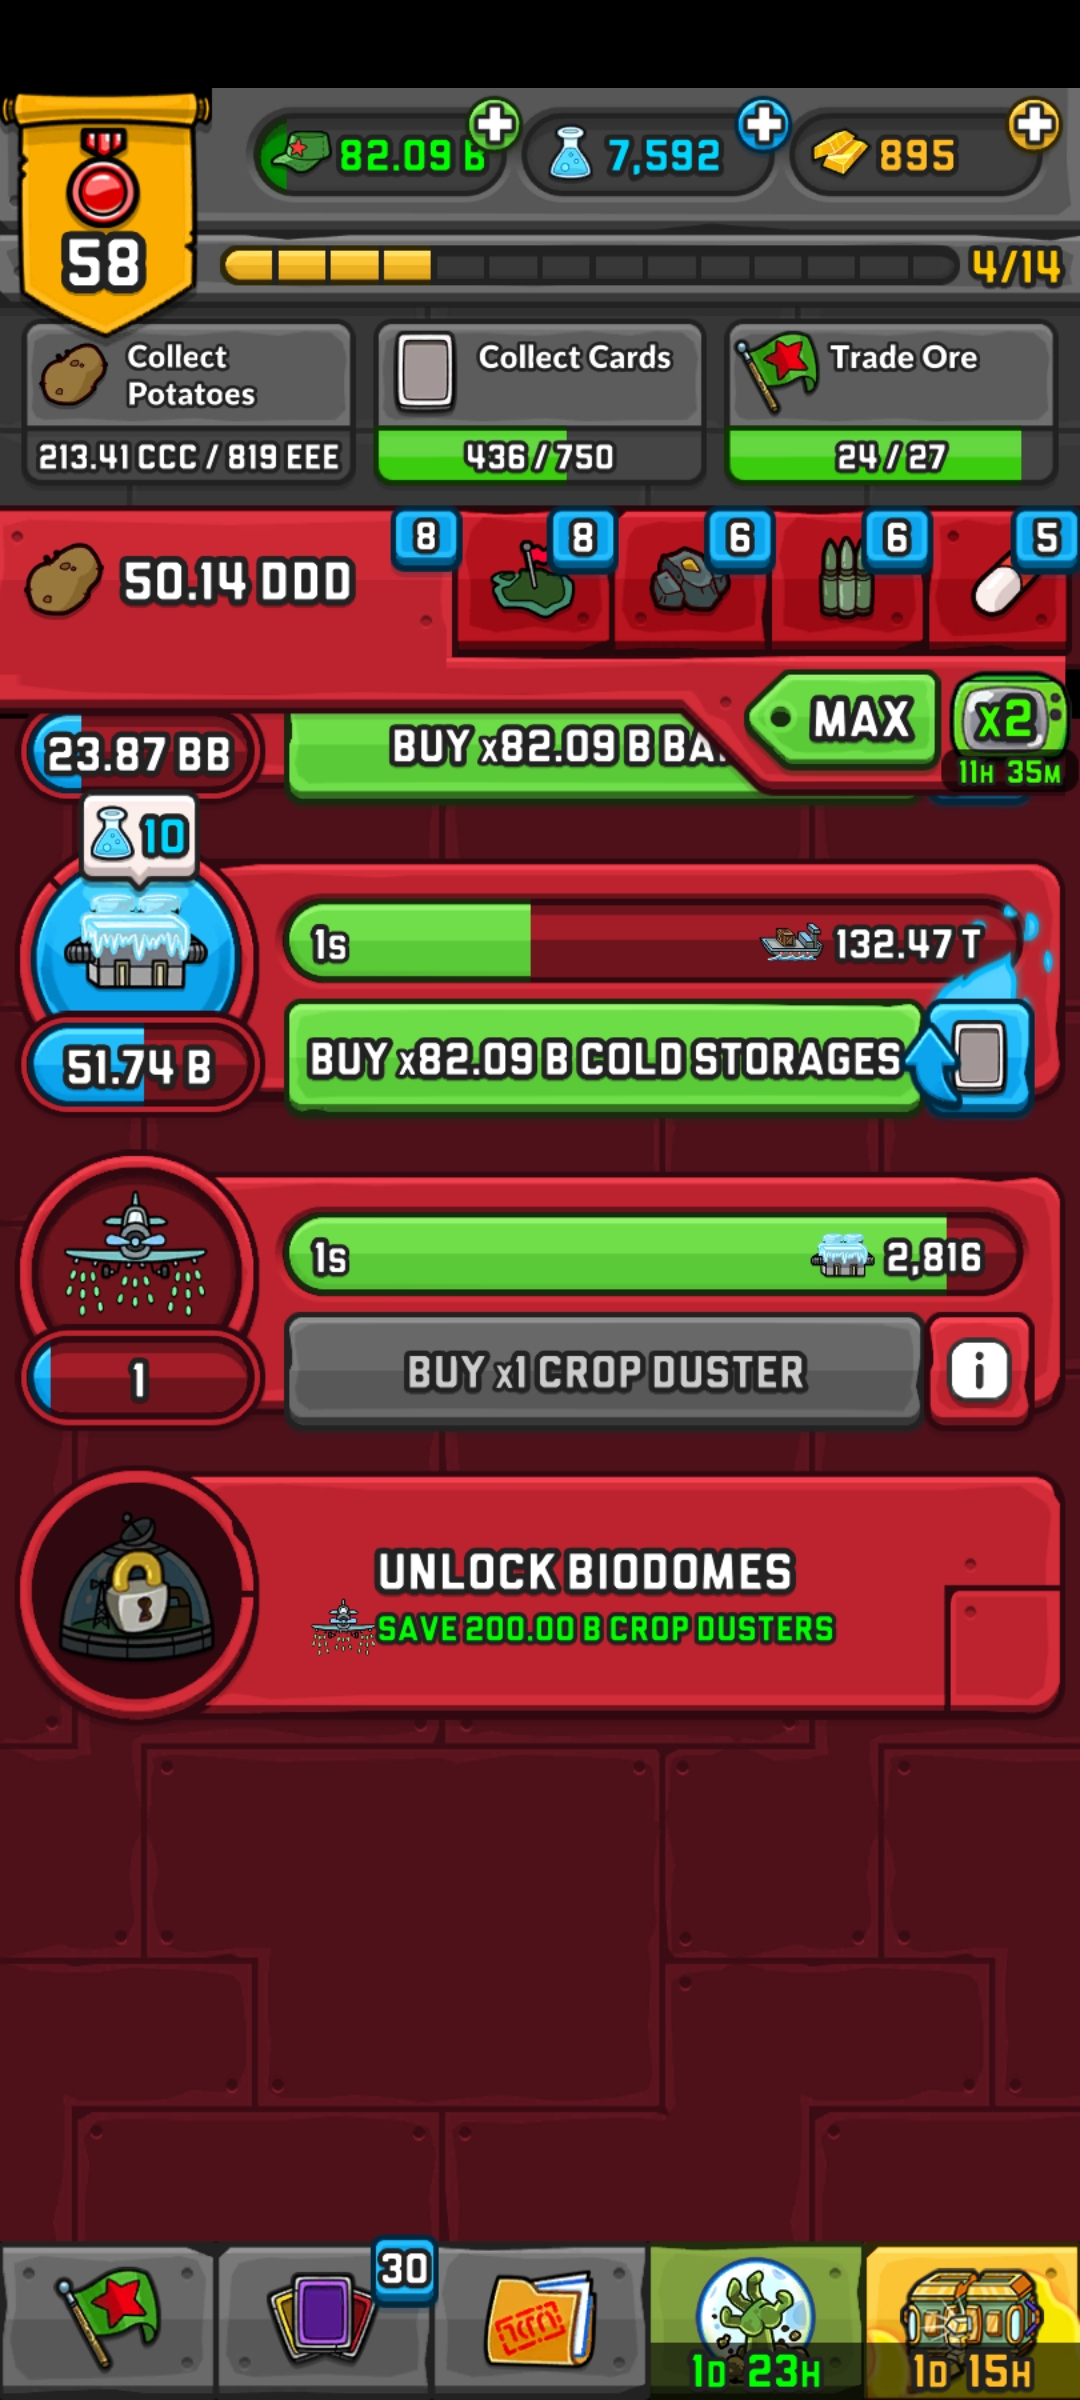 58
82.09 B
7,592
895
4/14
Collect
Potatoes
213.41 CCC / 819 EEE
Collect Cards
436 / 750
Trade Ore
24 / 27
50.14 DDD
8
8
6
6
5
MAX
x2
11H 35M
23.87 BB
BUY x82.09 B BA
10
1s
132.47 T
51.74 B
BUY x82.09 B COLD STORAGES
1s
2,816
1
BUY x1 CROP DUSTER
i
UNLOCK BIODOMES
SAVE 200.00 B CROP DUSTERS
30
1D 23H
1D 15H